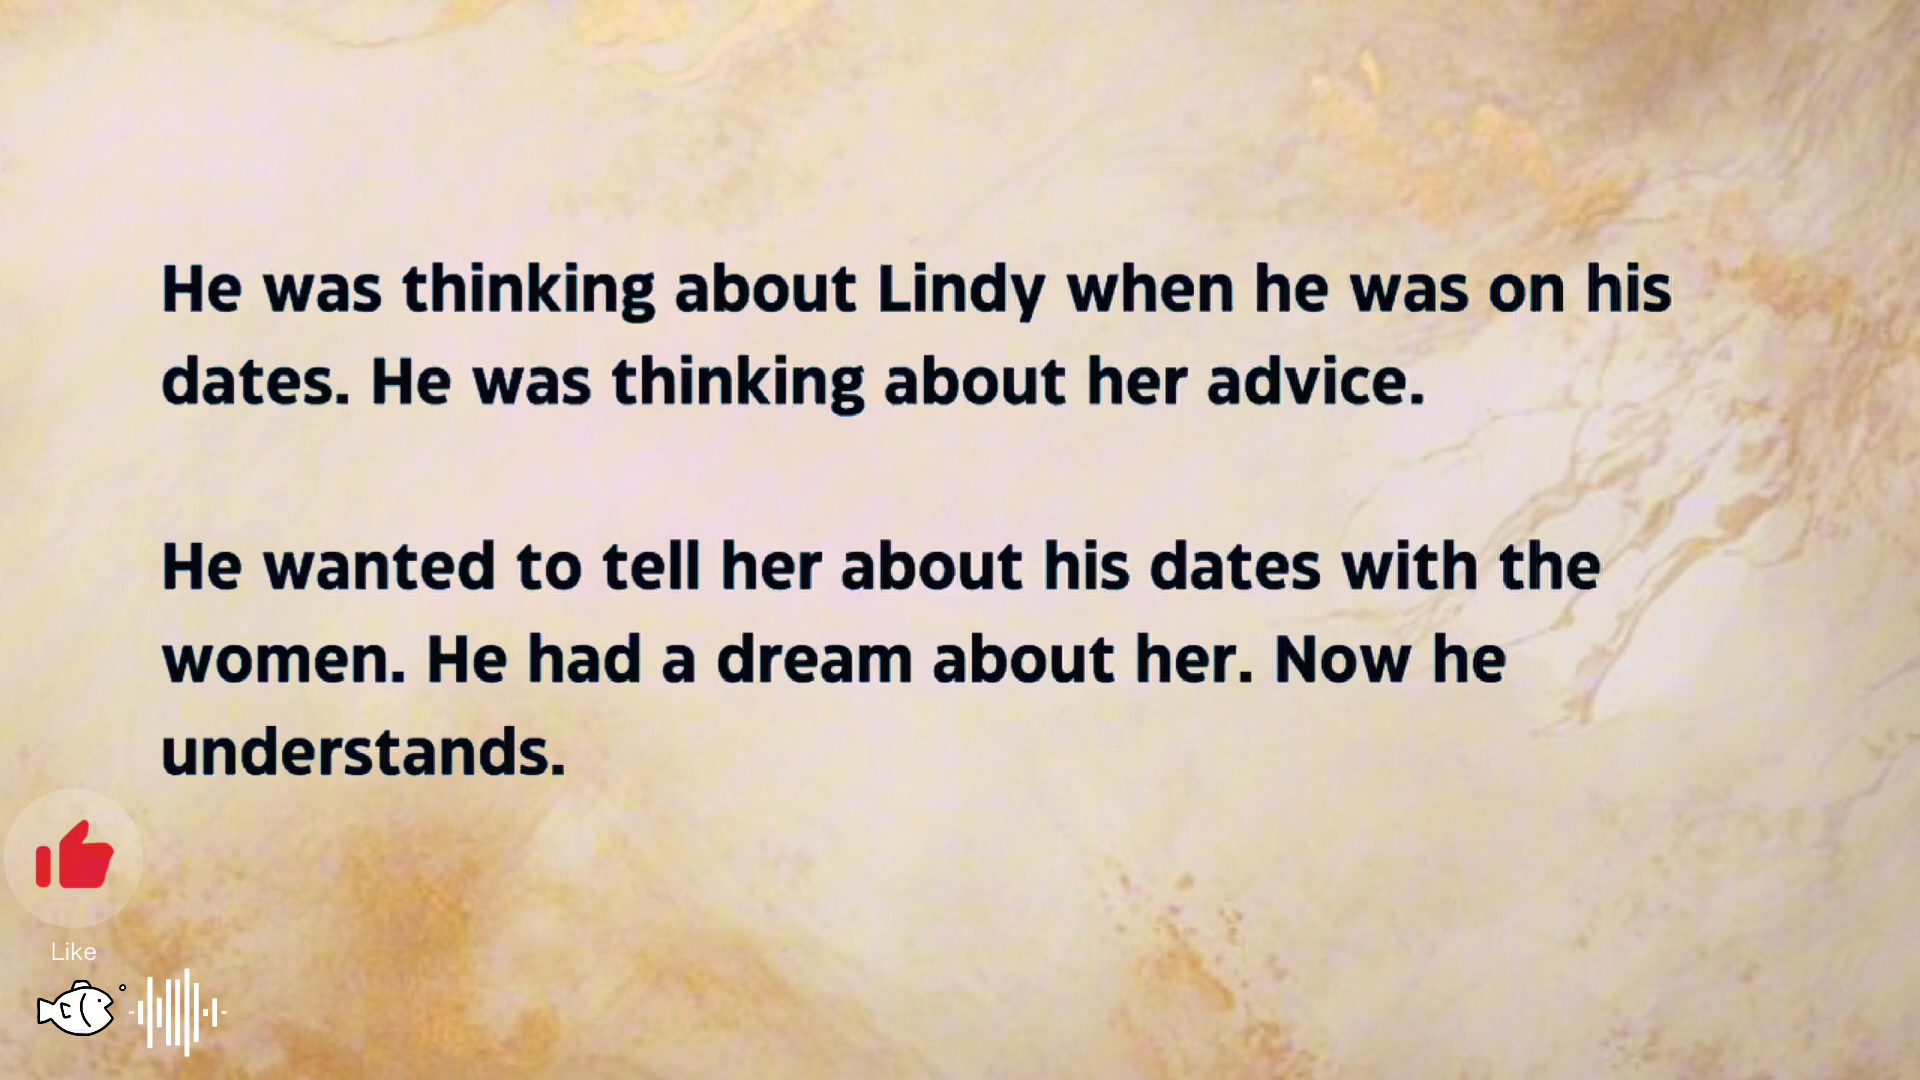 He was thinking about Lindy when he was on his
dates. He was thinking about her advice.
He wanted to tell her about his dates with the
women. He had a dream about her. Now he
understands.
Like